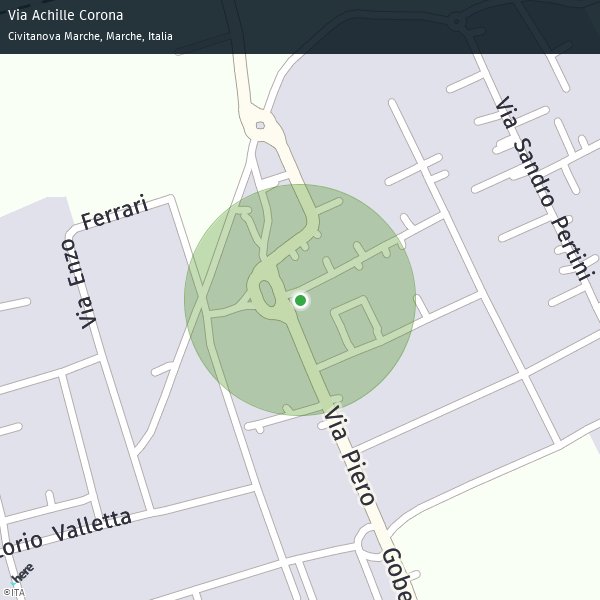 Via Achille Corona
Civitanova Marche, Marche, Italia
Via Sandro Pertini
Ferrari
Via Enzo
Via Piero
Gobe
torio Valletta
here
©ITA